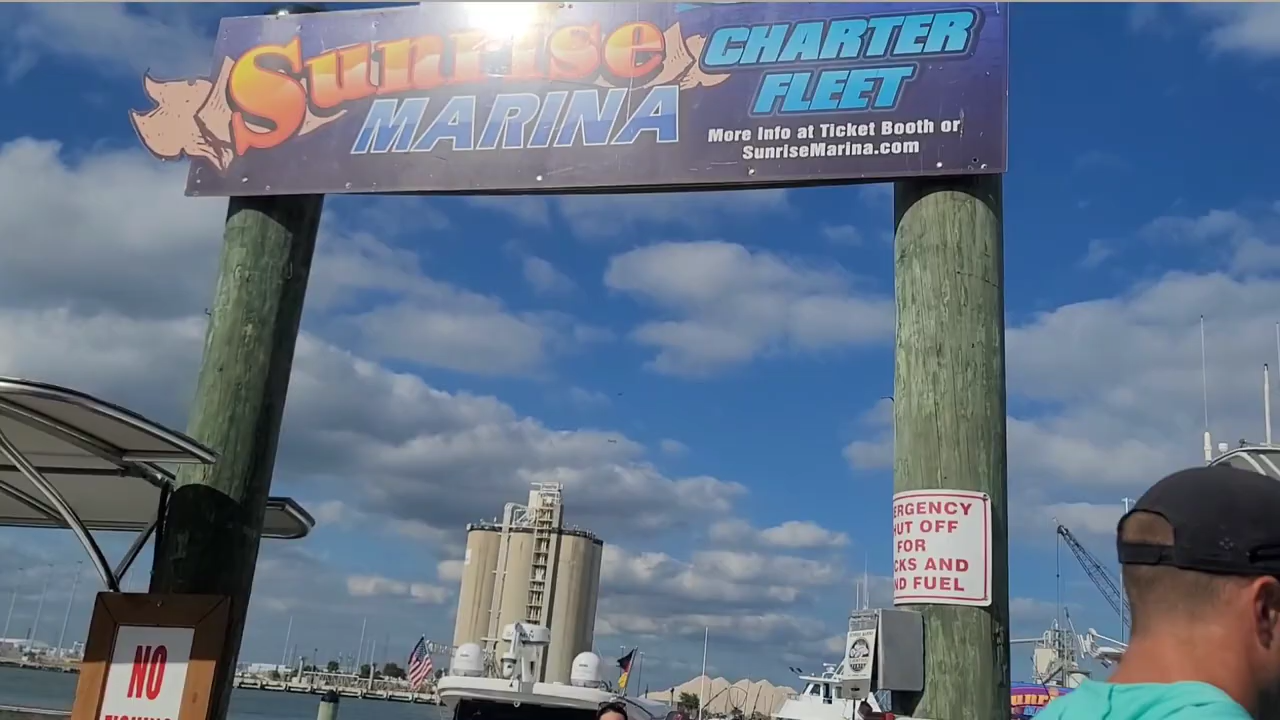 Sunrise
MARINA
CHARTER
FLEET
More Info at Ticket Booth or
SunriseMarina.com
ERGENCY
UT OFF
FOR
CKS AND
ND FUEL
NO